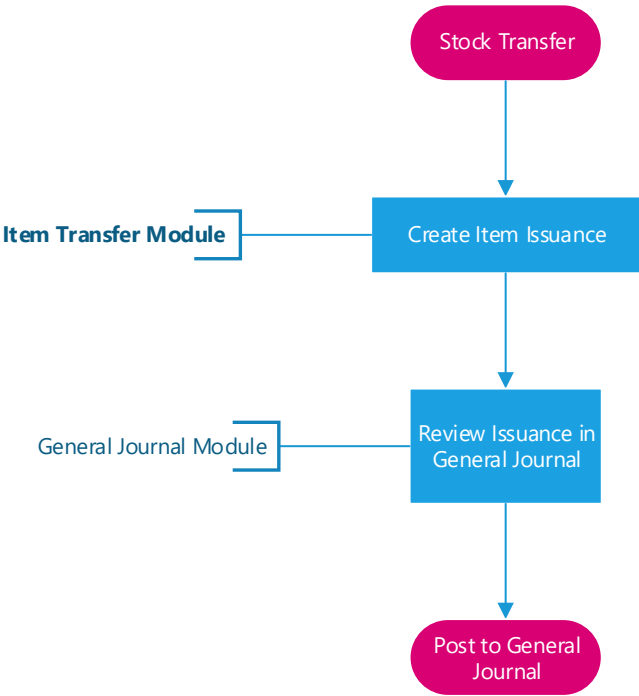 Stock Transfer
Item Transfer Module
Create Item Issuance
General Journal Module
Review Issuance in
General Journal
Post to General
Journal